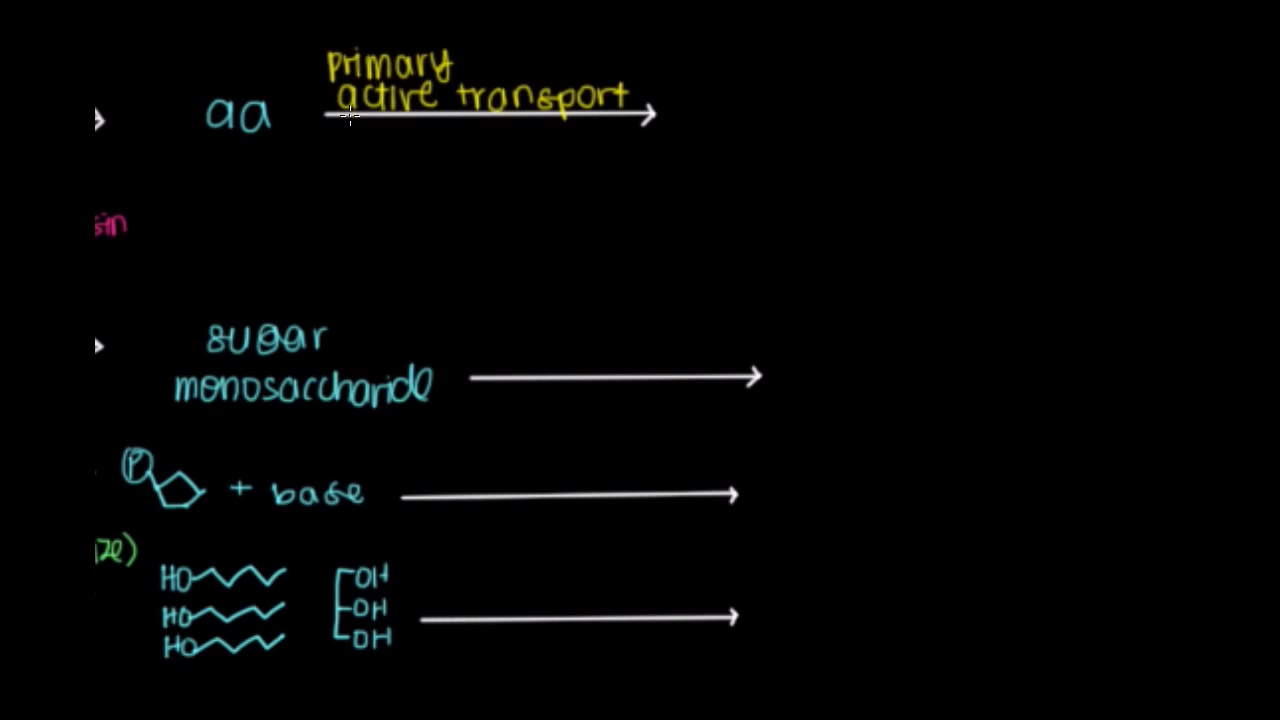 primary
active transport
aa
sin
sugar
monosaccharide
P
+ base
ze)
HO
OH
HO
OH
HO
OH